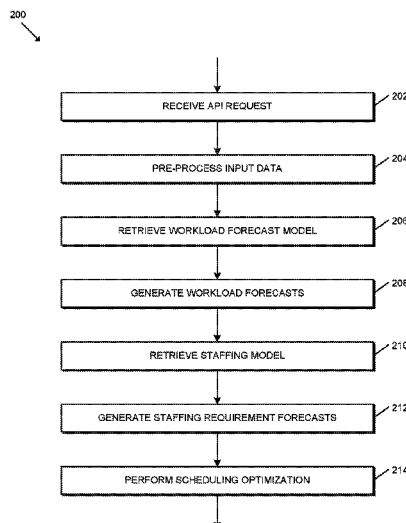 200
RECEIVE API REQUEST
202
PRE-PROCESS INPUT DATA
204
RETRIEVE WORKLOAD FORECAST MODEL
206
GENERATE WORKLOAD FORECASTS
208
RETRIEVE STAFFING MODEL
210
GENERATE STAFFING REQUIREMENT FORECASTS
212
PERFORM SCHEDULING OPTIMIZATION
214